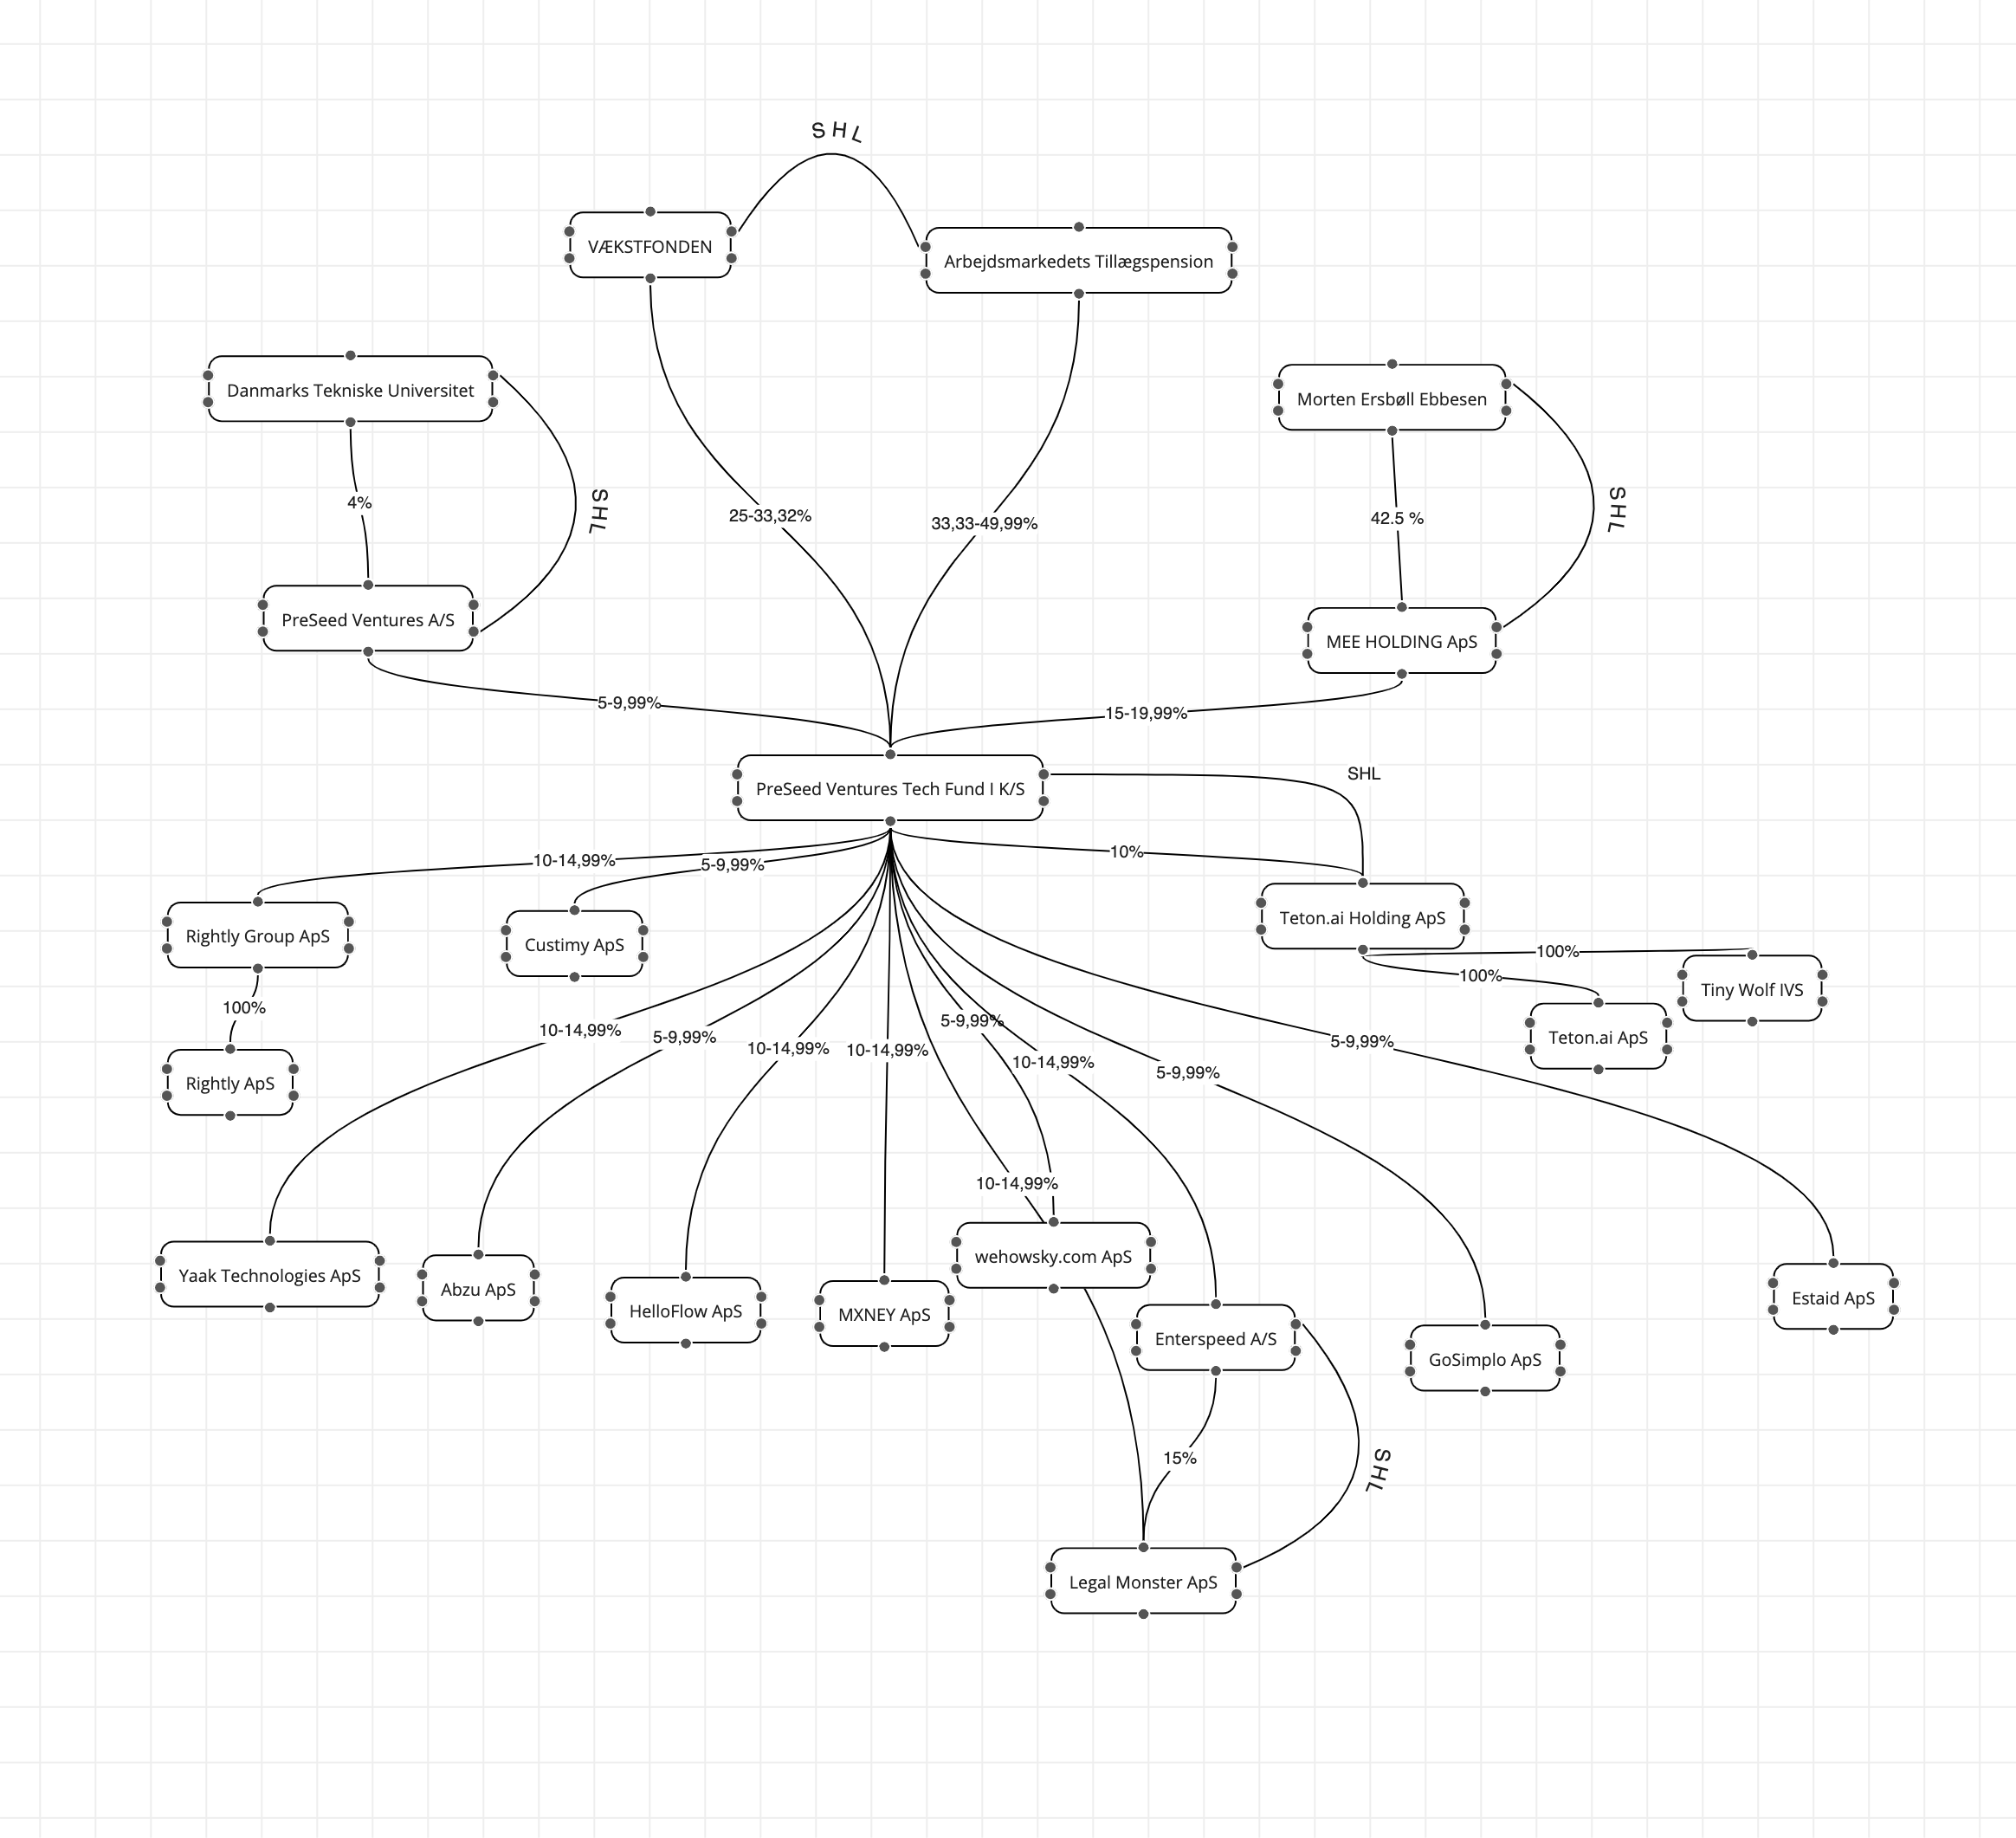 SHL
VÆKSTFONDEN
Arbejdsmarkedets Tillægspension
Danmarks Tekniske Universitet
Morten Ersbøll Ebbesen
4%
SHL
25-33,32%
33,33-49,99%
42.5 %
SHL
PreSeed Ventures A/S
MEE HOLDING ApS
5-9,99%
15-19,99%
PreSeed Ventures Tech Fund I K/S
SHL
10-14,99%
5-9,99%
10%
Rightly Group ApS
Custimy ApS
Teton.ai Holding ApS
100%
100%
Tiny Wolf IVS
Teton.ai ApS
100%
Rightly ApS
10-14,99%
5-9,99%
10-14,99%
10-14,99%
5-9,99%
10-14,99%
5-9,99%
5-9,99%
10-14,99%
Yaak Technologies ApS
Abzu ApS
HelloFlow ApS
MXNEY ApS
wehowsky.com ApS
Enterspeed A/S
GoSimplo ApS
Estaid ApS
15%
SHL
Legal Monster ApS